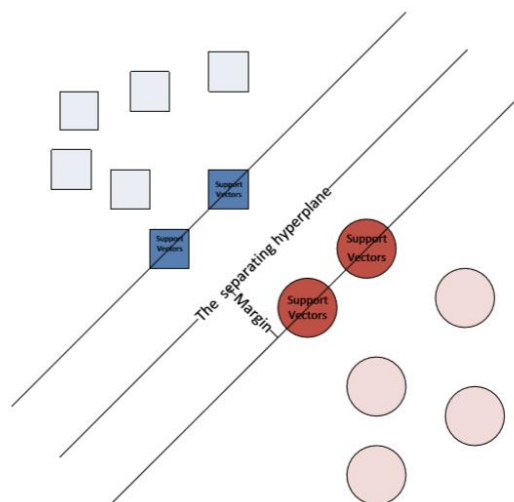 Support
Vectors
Support
Vectors
The separating hyperplane
Support
Vectors
Margin
Support
Vectors